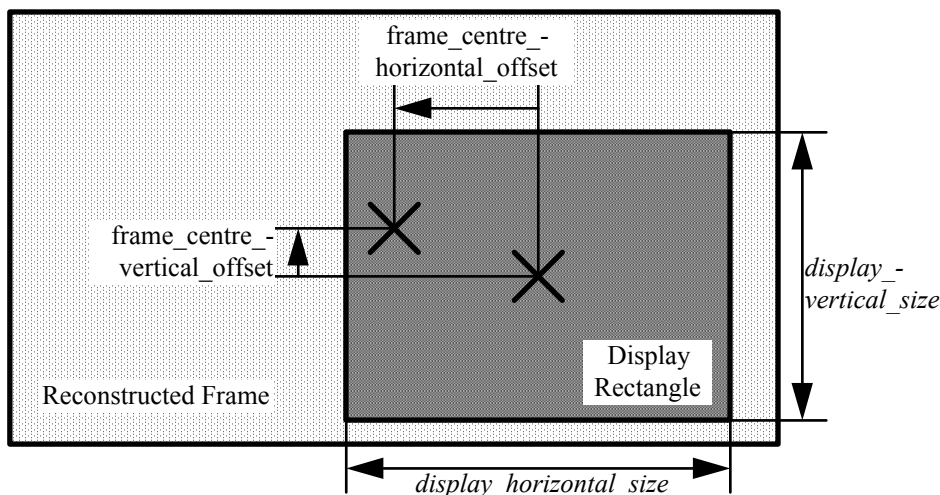 frame_centre_-
horizontal_offset
frame_centre_-
vertical_offset
display_-
vertical_size
Display
Rectangle
Reconstructed Frame
display_horizontal_size